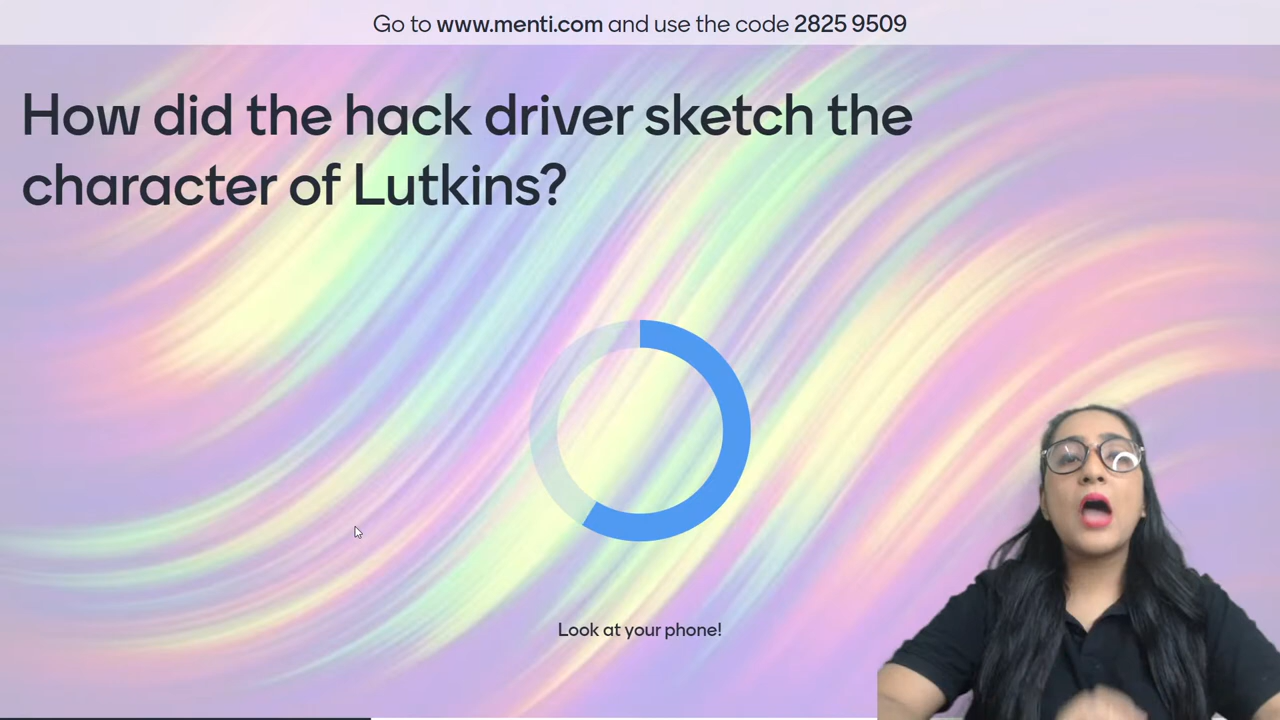 Go to www.menti.com and use the code 2825 9509
How did the hack driver sketch the
character of Lutkins?
Look at your phone!